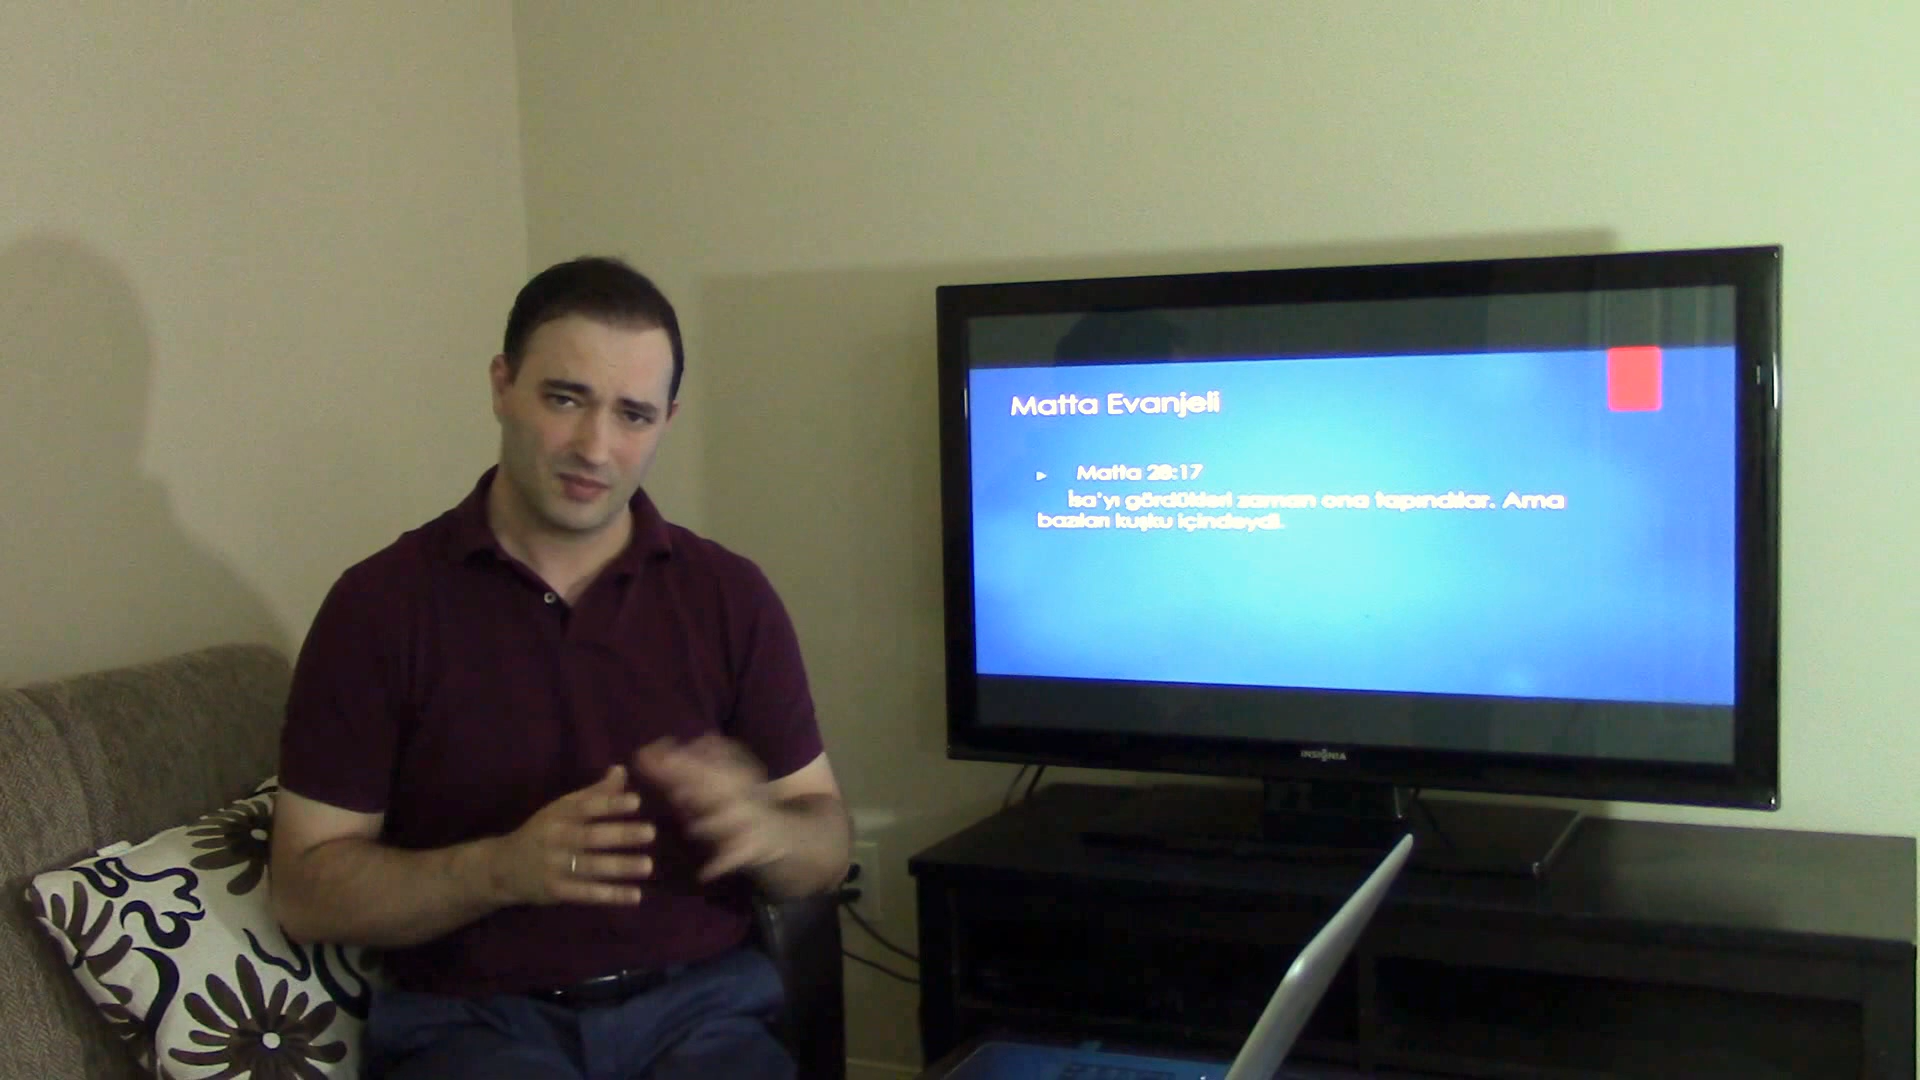 Matta Evanjeli
Matta 28:17
İsa'yı gördükleri zaman ona tapındılar. Ama
bazıları kuşku içindeydi.
INSIGNIA